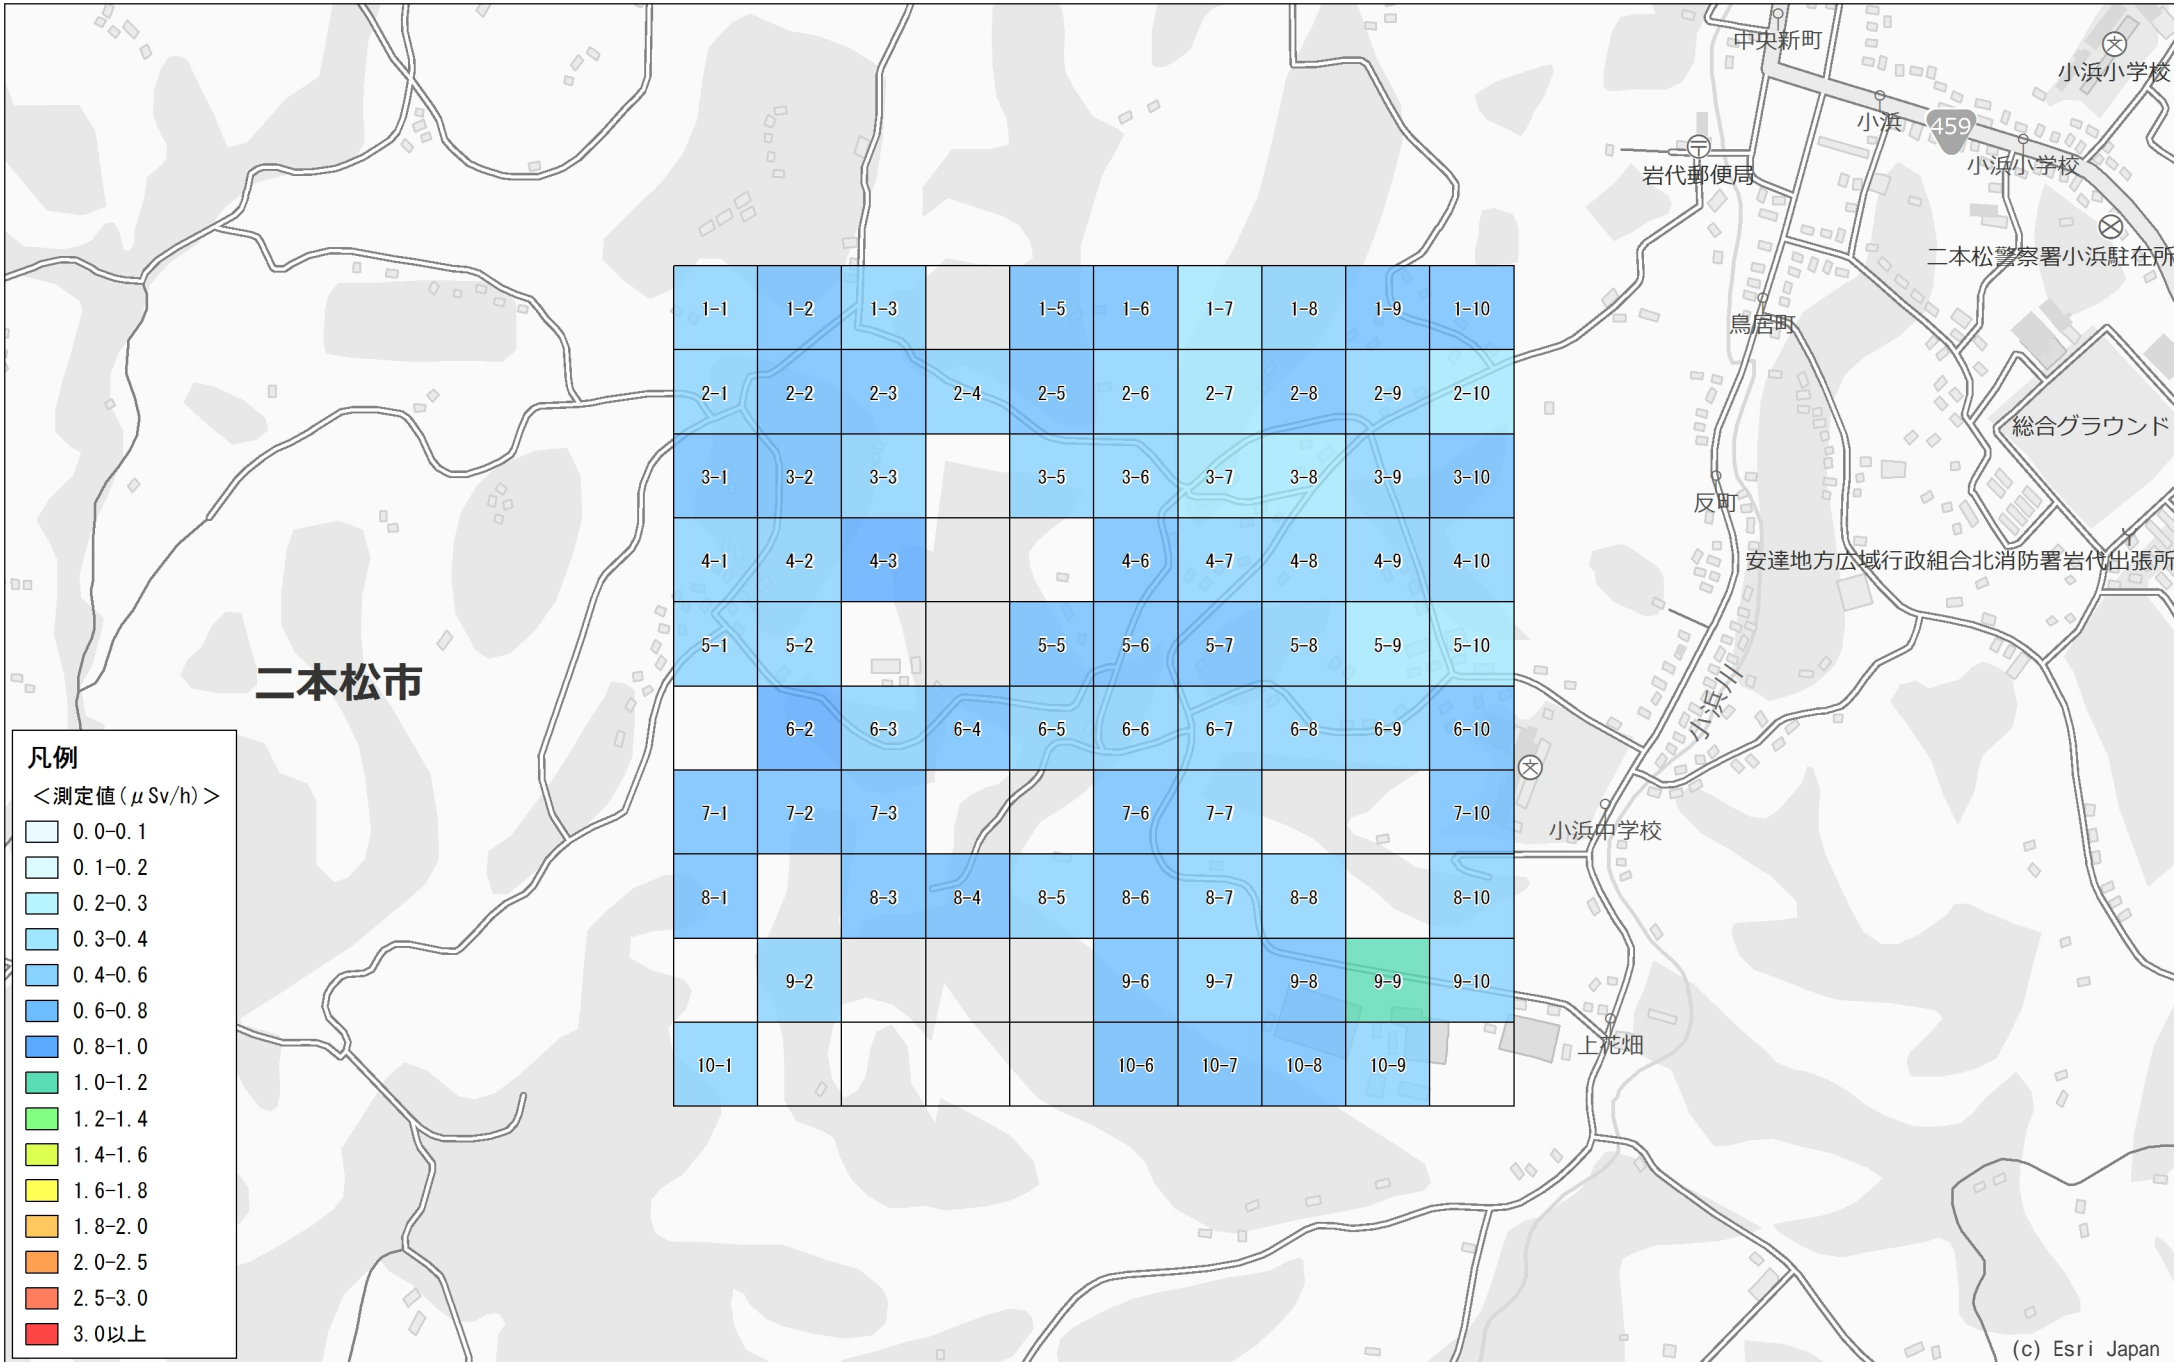 中央新町
小浜小学校
小浜
459
小浜小学校
岩代郵便局
二本松警察署小浜駐在所
鳥居町
総合グラウンド
反町
安達地方広域行政組合北消防署岩代出張所
二本松市
小浜川
小浜中学校
上花畑
1-1 1-2 1-3 1-5 1-6 1-7 1-8 1-9 1-10
2-1 2-2 2-3 2-4 2-5 2-6 2-7 2-8 2-9 2-10
3-1 3-2 3-3 3-5 3-6 3-7 3-8 3-9 3-10
4-1 4-2 4-3 4-6 4-7 4-8 4-9 4-10
5-1 5-2 5-5 5-6 5-7 5-8 5-9 5-10
6-2 6-3 6-4 6-5 6-6 6-7 6-8 6-9 6-10
7-1 7-2 7-3 7-6 7-7 7-10
8-1 8-3 8-4 8-5 8-6 8-7 8-8 8-10
9-2 9-6 9-7 9-8 9-9 9-10
10-1 10-6 10-7 10-8 10-9
凡例
＜測定値(μSv/h)＞
0.0-0.1
0.1-0.2
0.2-0.3
0.3-0.4
0.4-0.6
0.6-0.8
0.8-1.0
1.0-1.2
1.2-1.4
1.4-1.6
1.6-1.8
1.8-2.0
2.0-2.5
2.5-3.0
3.0以上
(c) Esri Japan